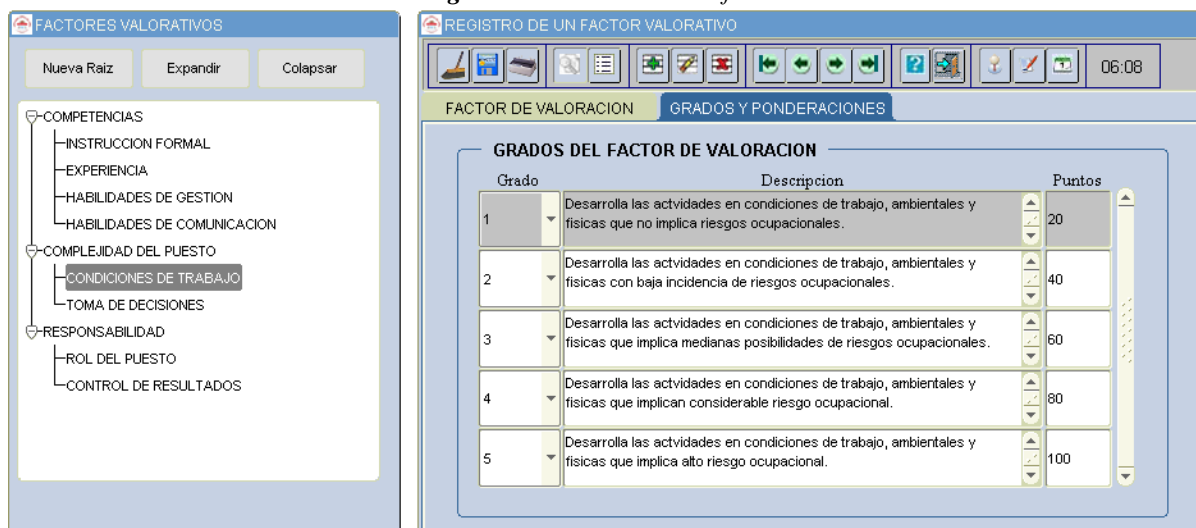 FACTORES VALORATIVOS
Nueva Raiz Expandir Colapsar
COMPETENCIAS
INSTRUCCION FORMAL
EXPERIENCIA
HABILIDADES DE GESTION
HABILIDADES DE COMUNICACION
COMPLEJIDAD DEL PUESTO
CONDICIONES DE TRABAJO
TOMA DE DECISIONES
RESPONSABILIDAD
ROL DEL PUESTO
CONTROL DE RESULTADOS
REGISTRO DE UN FACTOR VALORATIVO
06:08
FACTOR DE VALORACION GRADOS Y PONDERACIONES
GRADOS DEL FACTOR DE VALORACION
Grado Descripcion Puntos
1 Desarrolla las actvidades en condiciones de trabajo, ambientales y
fisicas que no implica riesgos ocupacionales. 20
2 Desarrolla las actvidades en condiciones de trabajo, ambientales y
fisicas con baja incidencia de riesgos ocupacionales. 40
3 Desarrolla las actvidades en condiciones de trabajo, ambientales y
fisicas que implica medianas posibilidades de riesgos ocupacionales. 60
4 Desarrolla las actvidades en condiciones de trabajo, ambientales y
fisicas que implican considerable riesgo ocupacional. 80
5 Desarrolla las actvidades en condiciones de trabajo, ambientales y
fisicas que implica alto riesgo ocupacional. 100